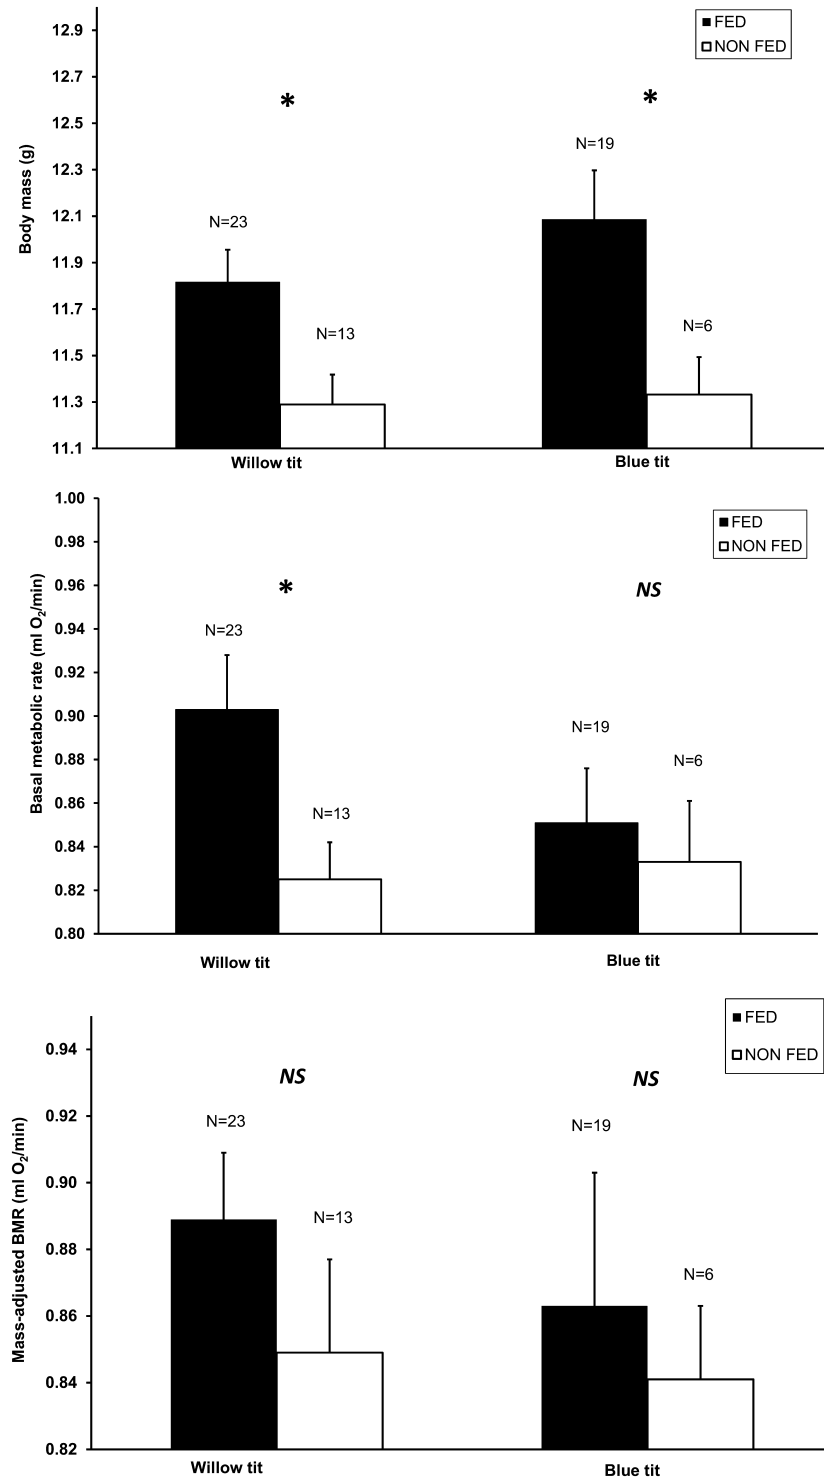 FED
NON FED
12.9
12.7
12.5
12.3
12.1
11.9
11.7
11.5
11.3
11.1
Body mass (g)
*
*
N=23
N=13
N=19
N=6
Willow tit
Blue tit
FED
NON FED
1.00
0.98
0.96
0.94
0.92
0.90
0.88
0.86
0.84
0.82
0.80
Basal metabolic rate (ml O2/min)
*
NS
N=23
N=13
N=19
N=6
Willow tit
Blue tit
FED
NON FED
0.94
0.92
0.90
0.88
0.86
0.84
0.82
Mass-adjusted BMR (ml O2/min)
NS
NS
N=23
N=13
N=19
N=6
Willow tit
Blue tit